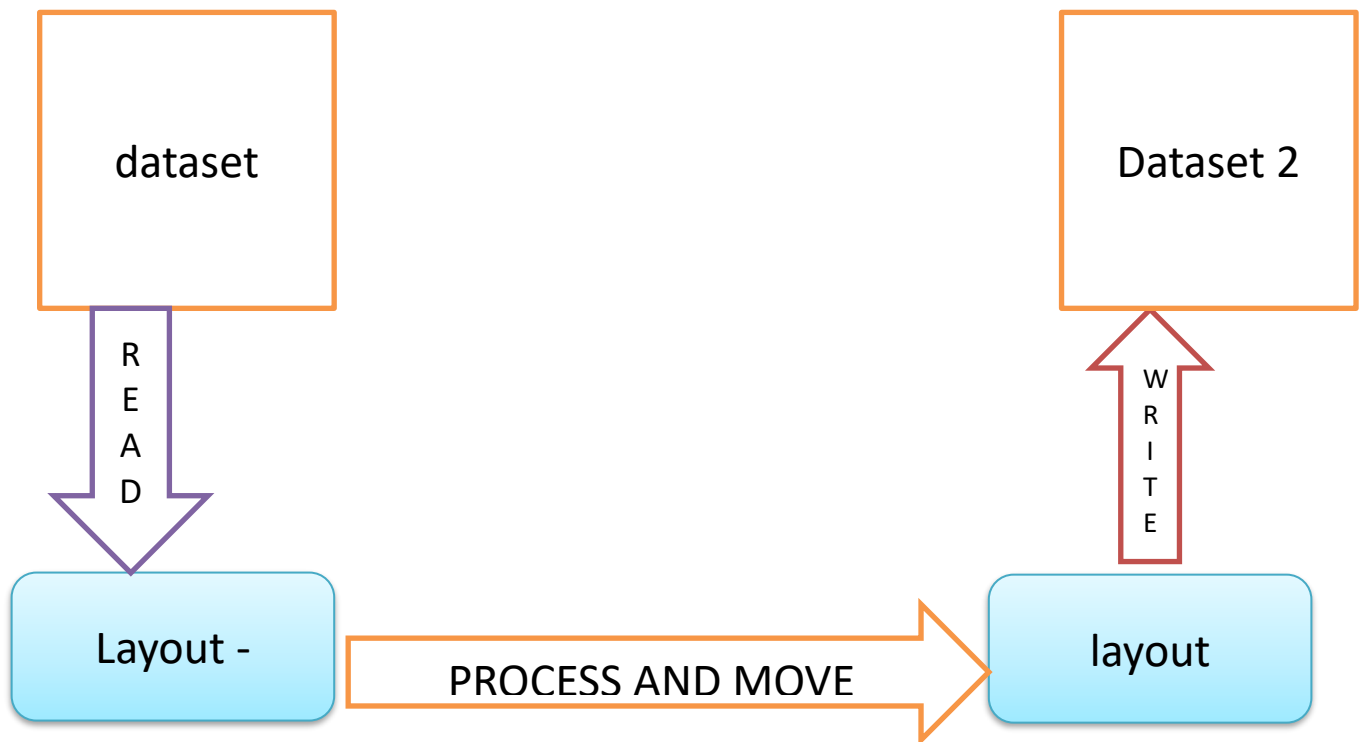 dataset
Dataset 2
R
E
A
D
W
R
I
T
E
Layout -
PROCESS AND MOVE
layout